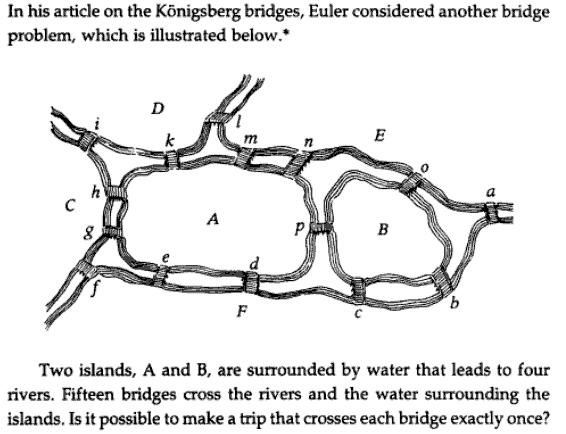 In his article on the Königsberg bridges, Euler considered another bridge
problem, which is illustrated below.*
D
l
i
k
m
n
E
o
h
a
C
A
g
p
B
e
d
f
b
F
c
Two islands, A and B, are surrounded by water that leads to four
rivers. Fifteen bridges cross the rivers and the water surrounding the
islands. Is it possible to make a trip that crosses each bridge exactly once?